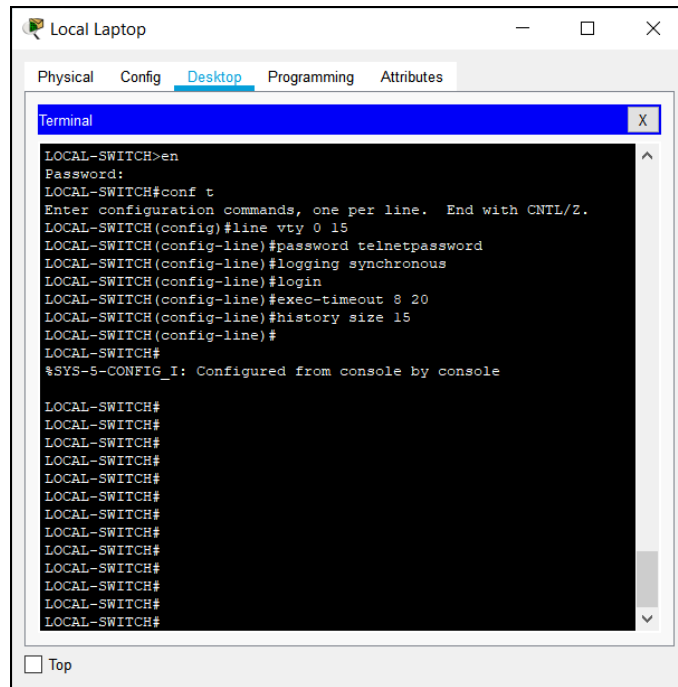 Local Laptop
Physical Config Desktop Programming Attributes
Terminal X
LOCAL-SWITCH>en
Password:
LOCAL-SWITCH#conf t
Enter configuration commands, one per line.  End with CNTL/Z.
LOCAL-SWITCH(config)#line vty 0 15
LOCAL-SWITCH(config-line)#password telnetpassword
LOCAL-SWITCH(config-line)#logging synchronous
LOCAL-SWITCH(config-line)#login
LOCAL-SWITCH(config-line)#exec-timeout 8 20
LOCAL-SWITCH(config-line)#history size 15
LOCAL-SWITCH(config-line)#
LOCAL-SWITCH#
%SYS-5-CONFIG_I: Configured from console by console
LOCAL-SWITCH#
LOCAL-SWITCH#
LOCAL-SWITCH#
LOCAL-SWITCH#
LOCAL-SWITCH#
LOCAL-SWITCH#
LOCAL-SWITCH#
LOCAL-SWITCH#
LOCAL-SWITCH#
LOCAL-SWITCH#
LOCAL-SWITCH#
LOCAL-SWITCH#
LOCAL-SWITCH#
Top